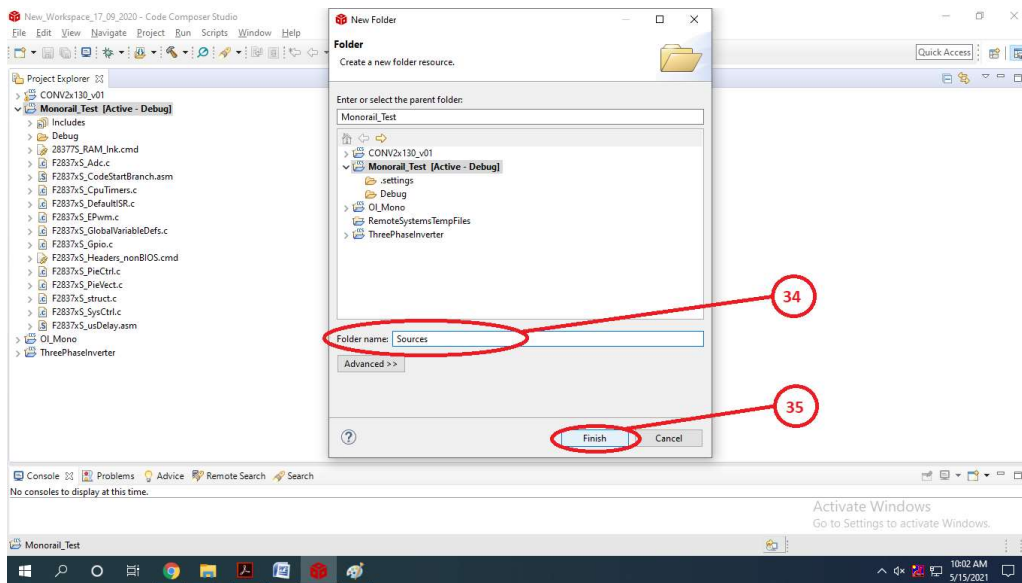 New_Workspace_17_09_2020 - Code Composer Studio
File Edit View Navigate Project Run Scripts Window Help
Quick Access
Project Explorer
CONV2x130_v01
Monorail_Test [Active - Debug]
Includes
Debug
28377S_RAM_lnk.cmd
F2837xS_Adc.c
F2837xS_CodeStartBranch.asm
F2837xS_CpuTimers.c
F2837xS_DefaultISR.c
F2837xS_EPwm.c
F2837xS_GlobalVariableDefs.c
F2837xS_Gpio.c
F2837xS_Headers_nonBIOS.cmd
F2837xS_PieCtrl.c
F2837xS_PieVect.c
F2837xS_struct.c
F2837xS_SysCtrl.c
F2837xS_usDelay.asm
OI_Mono
ThreePhaseInverter
New Folder
Folder
Create a new folder resource.
Enter or select the parent folder:
Monorail_Test
CONV2x130_v01
Monorail_Test [Active - Debug]
.settings
Debug
OI_Mono
RemoteSystemsTempFiles
ThreePhaseInverter
34
Folder name: Sources
Advanced >>
35
Finish Cancel
Console Problems Advice Remote Search Search
No consoles to display at this time.
Activate Windows
Go to Settings to activate Windows.
Monorail_Test
10:02 AM
5/15/2021